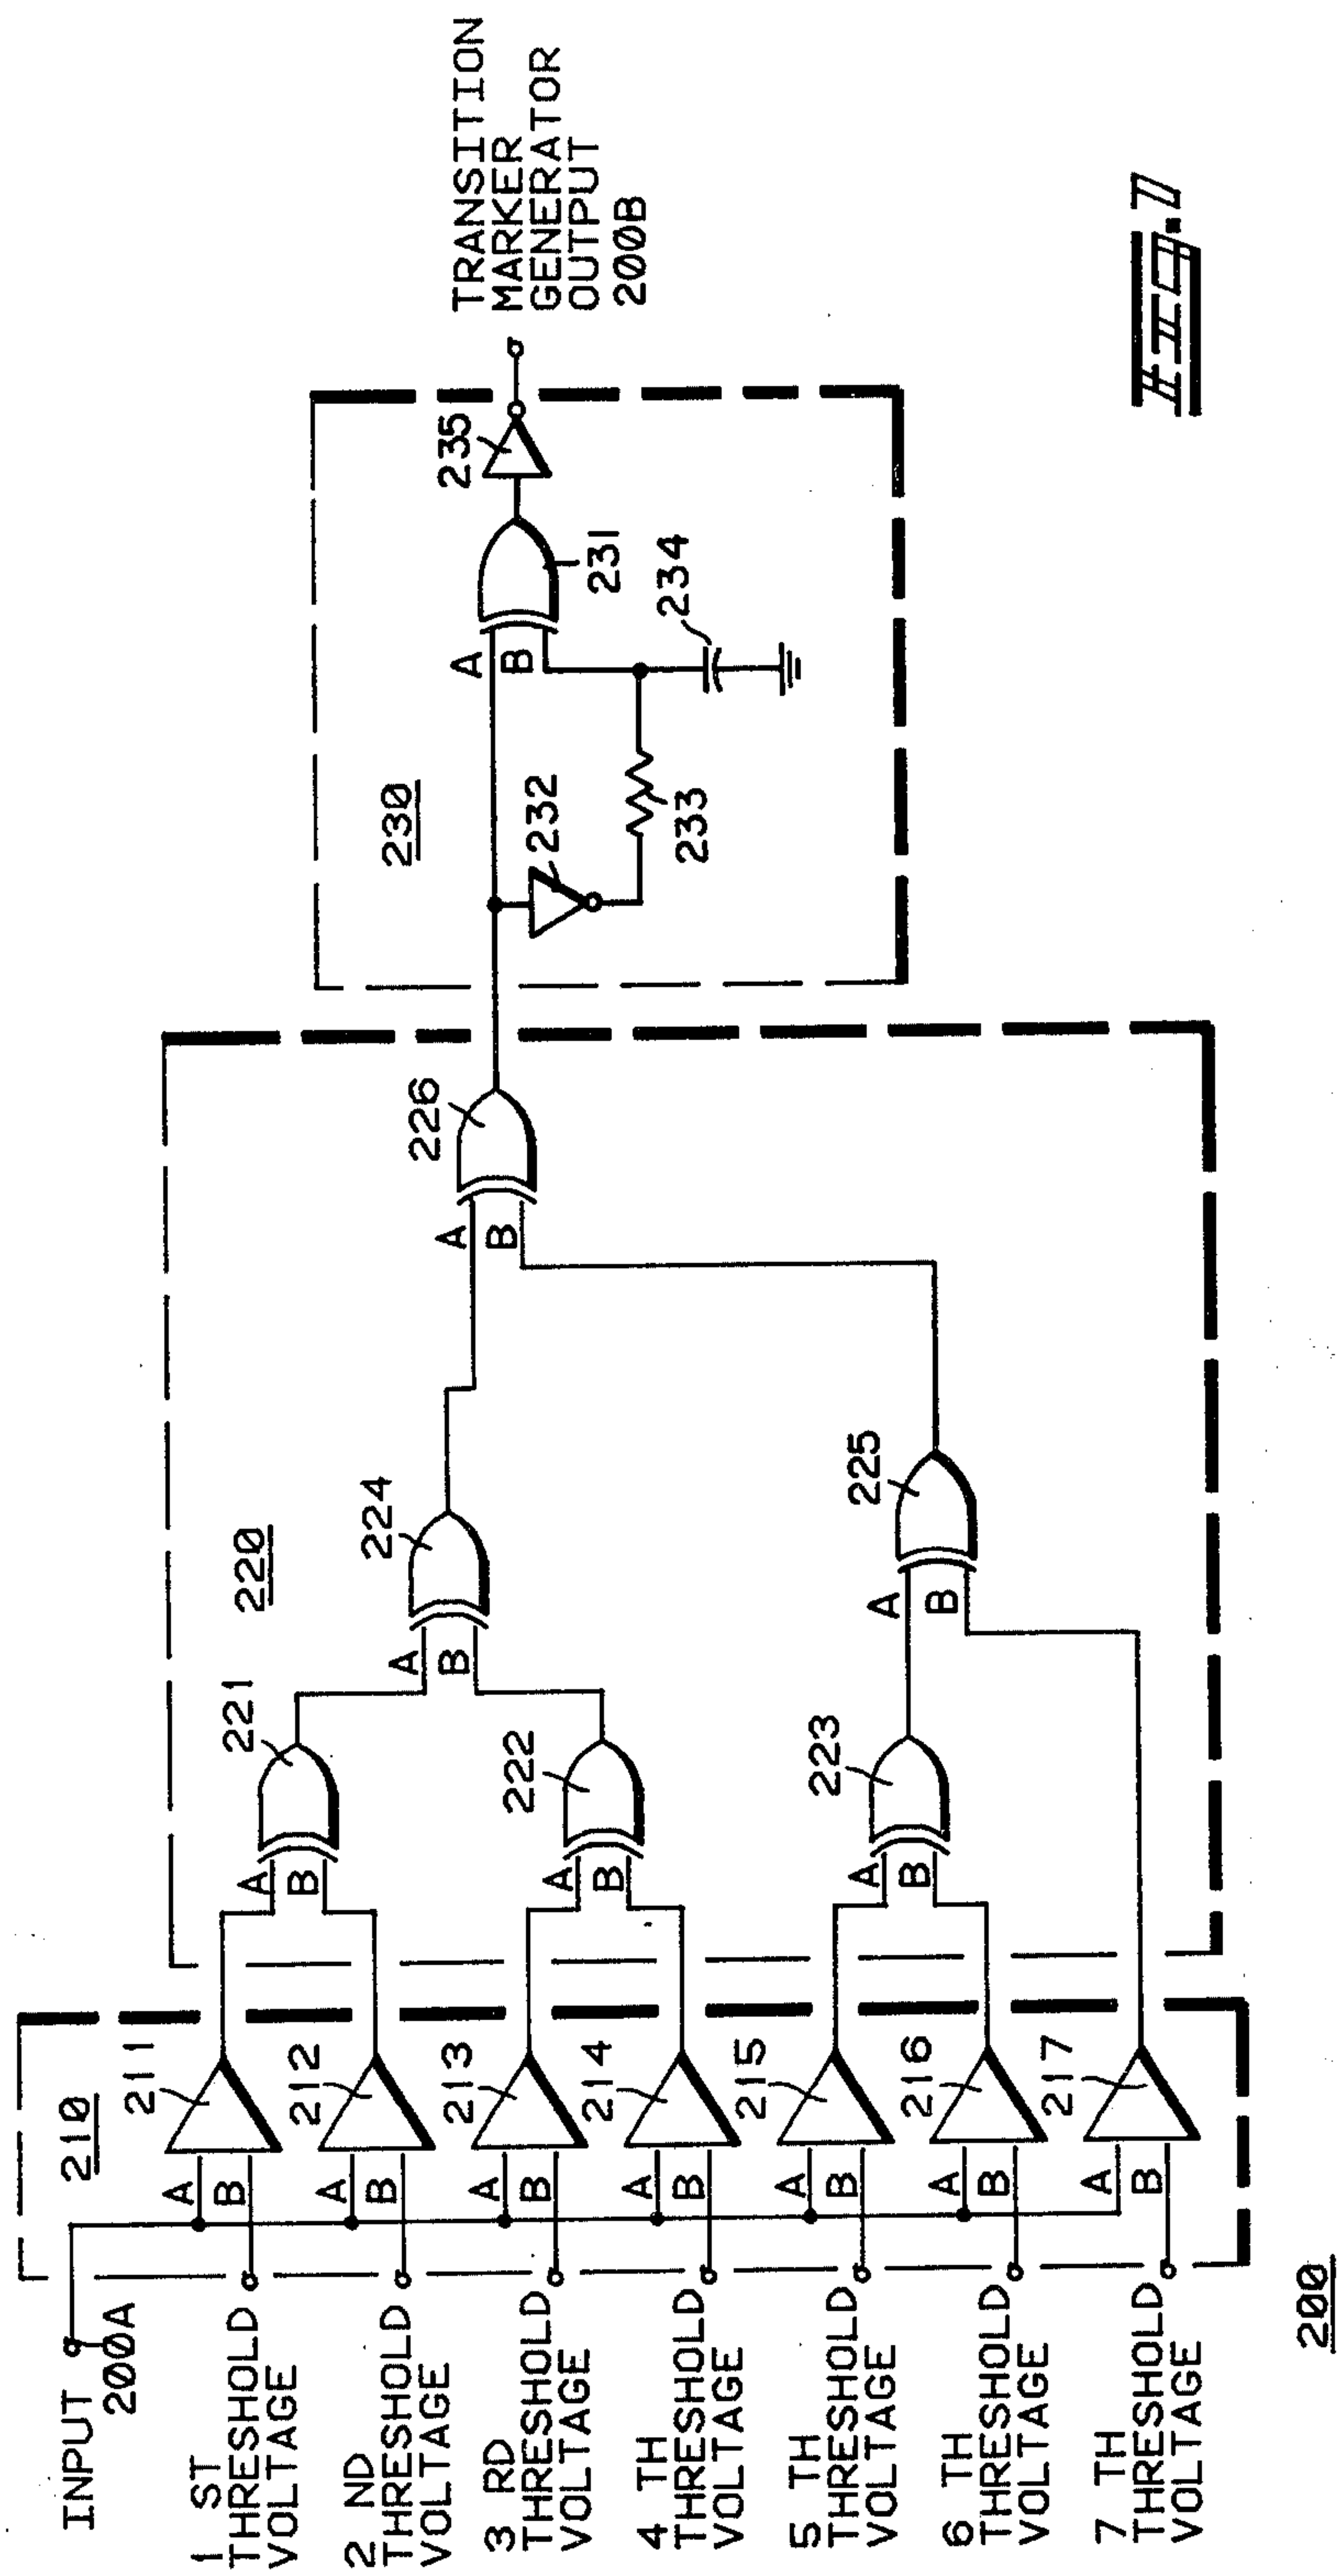 INPUT
200A
1 ST
THRESHOLD
VOLTAGE
2 ND
THRESHOLD
VOLTAGE
3 RD
THRESHOLD
VOLTAGE
4 TH
THRESHOLD
VOLTAGE
5 TH
THRESHOLD
VOLTAGE
6 TH
THRESHOLD
VOLTAGE
7 TH
THRESHOLD
VOLTAGE
210
A
B
211
A
B
212
A
B
213
A
B
214
A
B
215
A
B
216
A
B
217
220
A
B
221
A
B
222
A
B
223
A
B
224
A
B
225
A
B
226
230
232
233
234
A
B
231
235
TRANSITION
MARKER
GENERATOR
OUTPUT
200B
200
FIG. 7